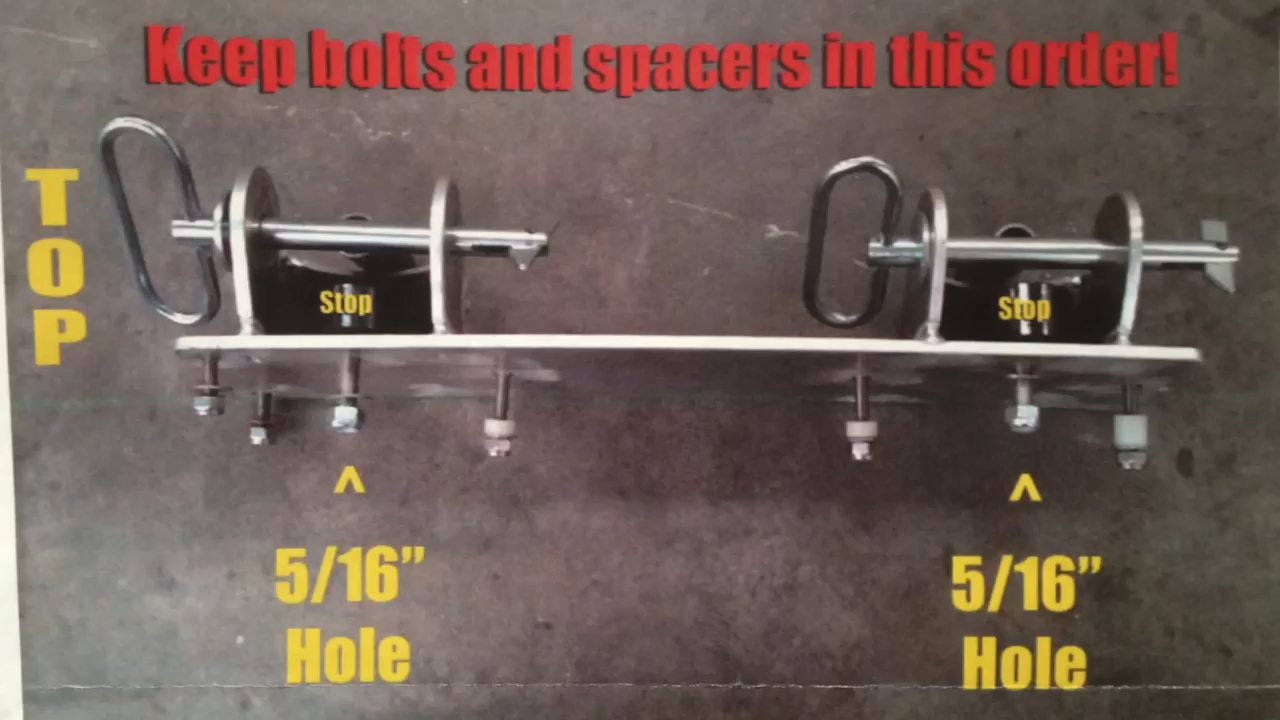 Keep bolts and spacers in this order!
TOP
Stop
Stop
^
^
5/16”
Hole
5/16”
Hole